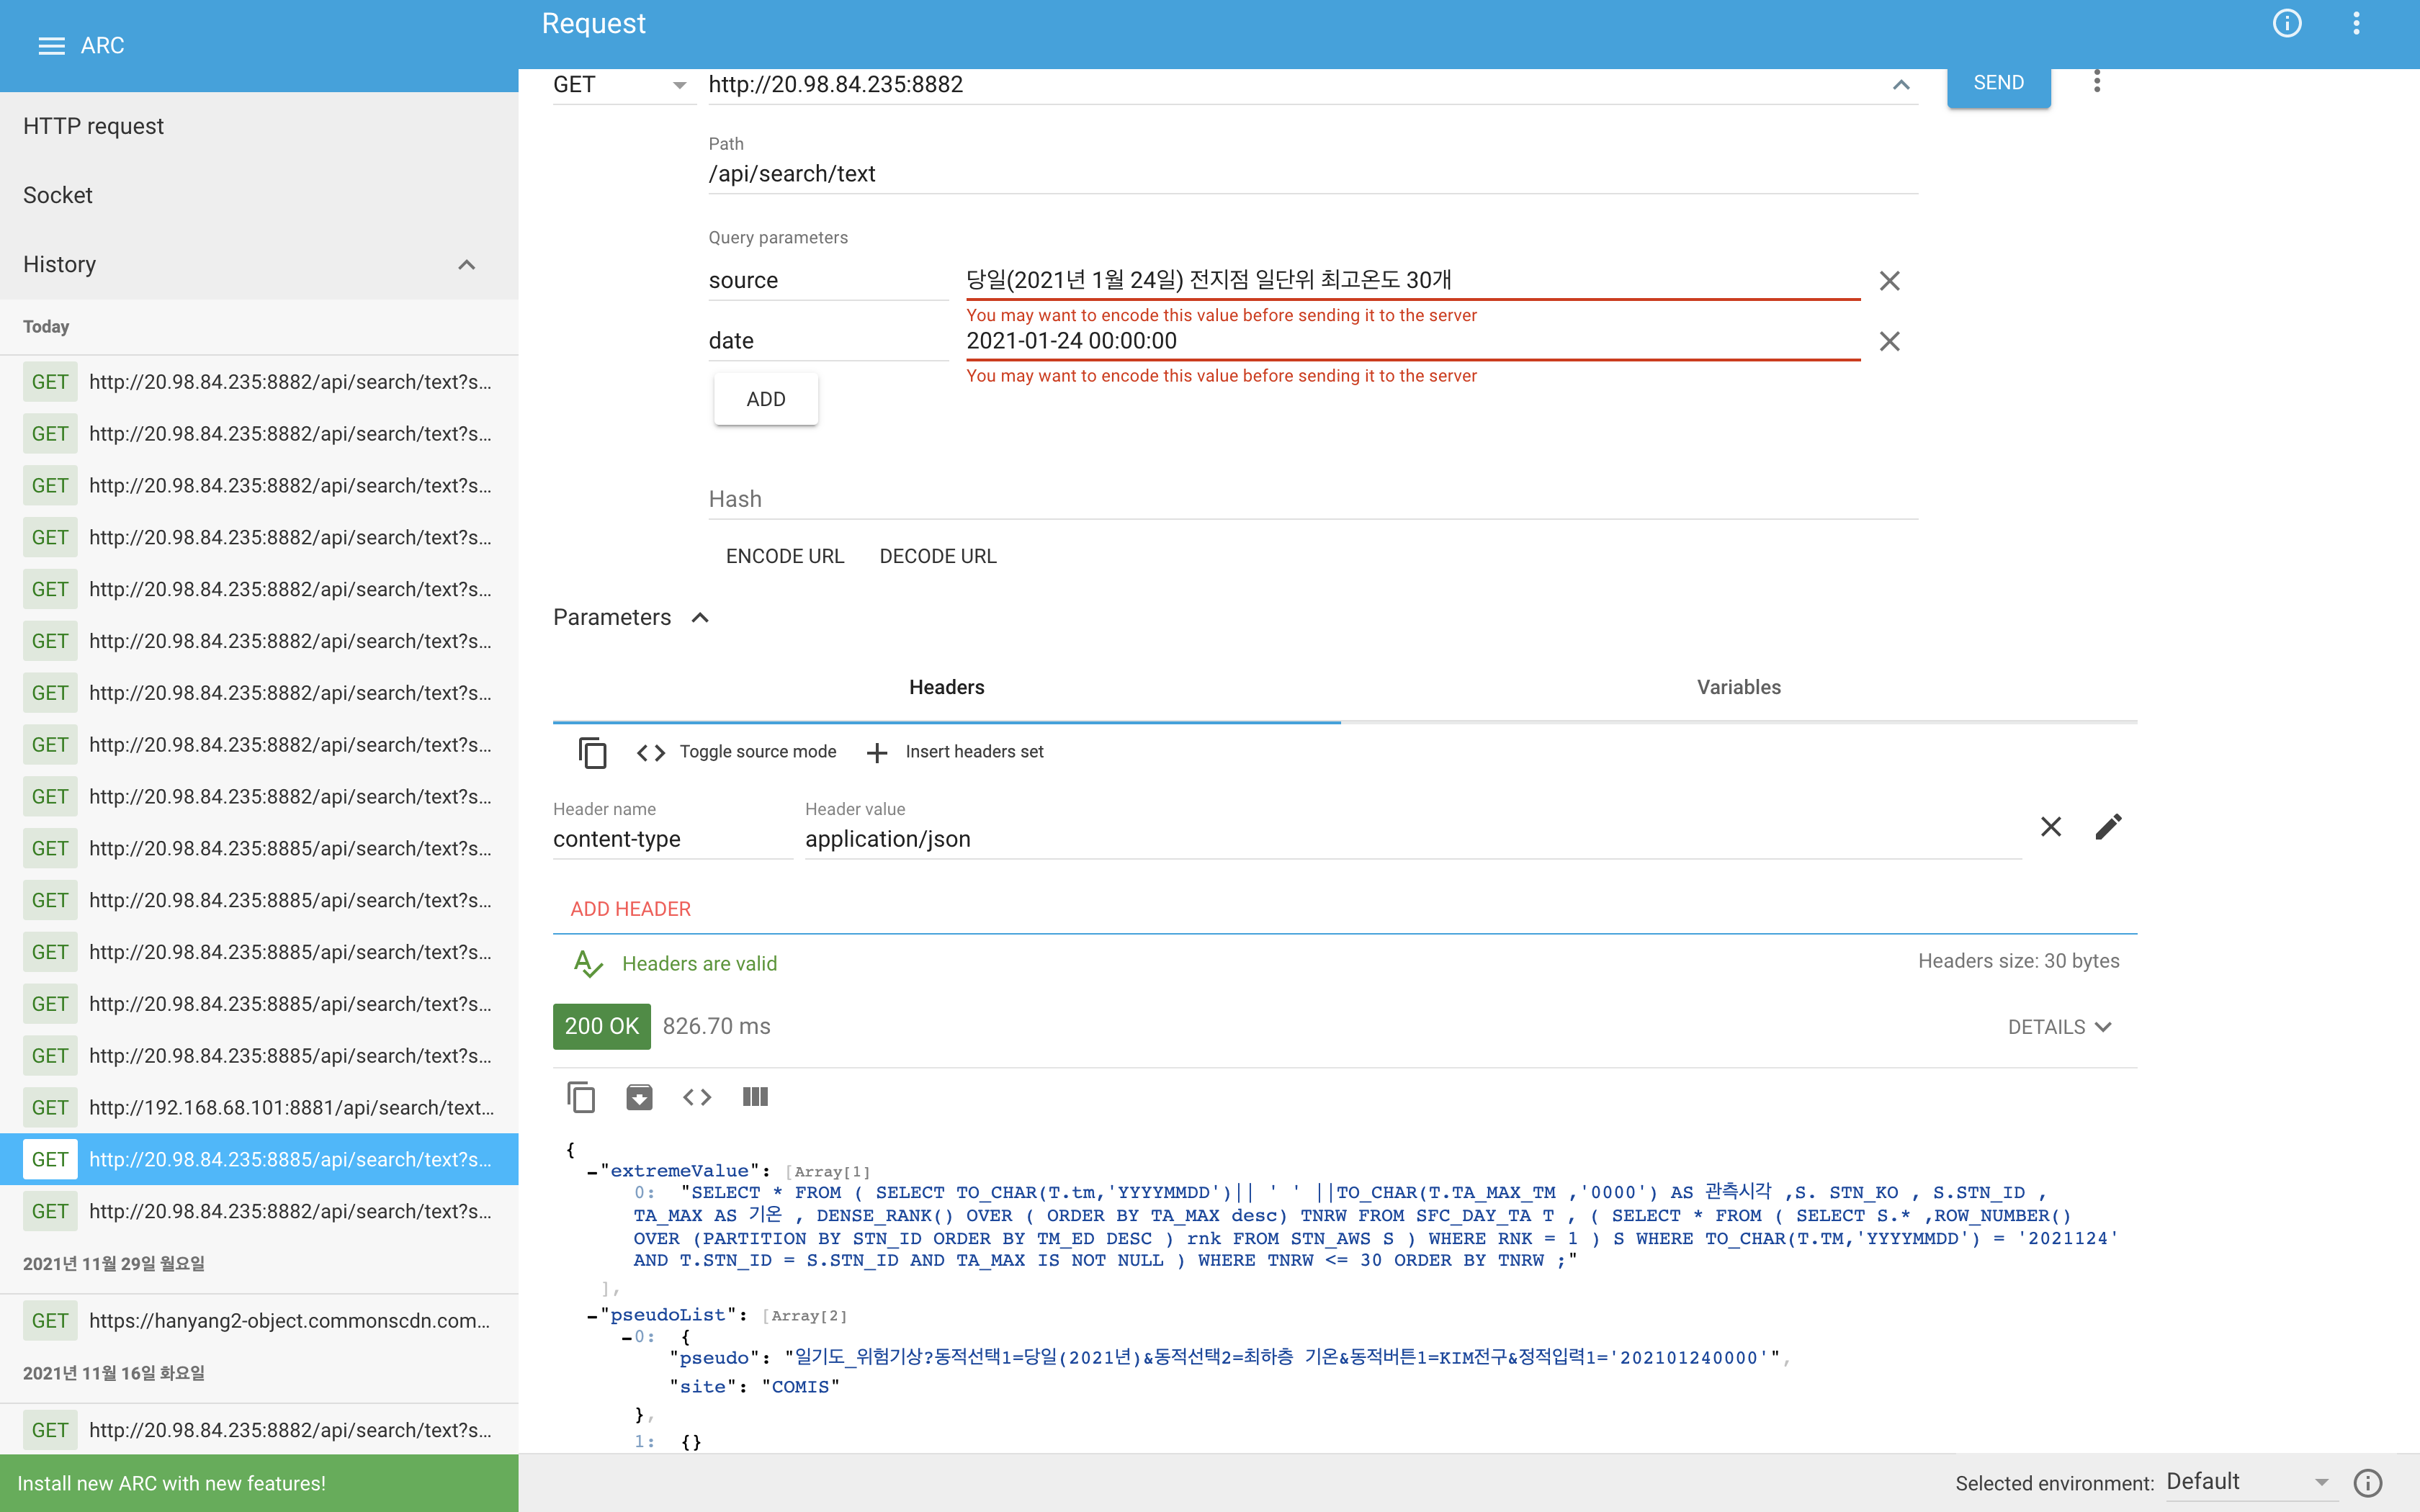 ARC
Request
HTTP request
Socket
History
Today
GET http://20.98.84.235:8882/api/search/text?s...
GET http://20.98.84.235:8882/api/search/text?s...
GET http://20.98.84.235:8882/api/search/text?s...
GET http://20.98.84.235:8882/api/search/text?s...
GET http://20.98.84.235:8882/api/search/text?s...
GET http://20.98.84.235:8882/api/search/text?s...
GET http://20.98.84.235:8882/api/search/text?s...
GET http://20.98.84.235:8882/api/search/text?s...
GET http://20.98.84.235:8882/api/search/text?s...
GET http://20.98.84.235:8885/api/search/text?s...
GET http://20.98.84.235:8885/api/search/text?s...
GET http://20.98.84.235:8885/api/search/text?s...
GET http://20.98.84.235:8885/api/search/text?s...
GET http://20.98.84.235:8885/api/search/text?s...
GET http://192.168.68.101:8881/api/search/text...
GET http://20.98.84.235:8885/api/search/text?s...
GET http://20.98.84.235:8882/api/search/text?s...
2021년 11월 29일 월요일
GET https://hanyang2-object.commonscdn.com...
2021년 11월 16일 화요일
GET http://20.98.84.235:8882/api/search/text?s...
Install new ARC with new features!
GET http://20.98.84.235:8882 SEND
Path
/api/search/text
Query parameters
source 당일(2021년 1월 24일) 전지점 일단위 최고온도 30개
You may want to encode this value before sending it to the server
date 2021-01-24 00:00:00
You may want to encode this value before sending it to the server
ADD
Hash
ENCODE URL DECODE URL
Parameters
Headers Variables
Toggle source mode Insert headers set
Header name Header value
content-type application/json
ADD HEADER
Headers are valid Headers size: 30 bytes
200 OK 826.70 ms DETAILS
{
"extremeValue": [Array[1]
0: "SELECT * FROM ( SELECT TO_CHAR(T.tm,'YYYYMMDD')|| ' ' ||TO_CHAR(T.TA_MAX_TM ,'0000') AS 관측시각 ,S. STN_KO , S.STN_ID ,
TA_MAX AS 기온 , DENSE_RANK() OVER ( ORDER BY TA_MAX desc) TNRW FROM SFC_DAY_TA T , ( SELECT * FROM ( SELECT S.* ,ROW_NUMBER()
OVER (PARTITION BY STN_ID ORDER BY TM_ED DESC ) rnk FROM STN_AWS S ) WHERE RNK = 1 ) S WHERE TO_CHAR(T.TM,'YYYYMMDD') = '2021124'
AND T.STN_ID = S.STN_ID AND TA_MAX IS NOT NULL ) WHERE TNRW <= 30 ORDER BY TNRW ;"
],
"pseudoList": [Array[2]
0: {
"pseudo": "일기도_위험기상?동적선택1=당일(2021년)&동적선택2=최하층 기온&동적버튼1=KIM전구&정적입력1='202101240000'",
"site": "COMIS"
},
1: {}
Selected environment: Default